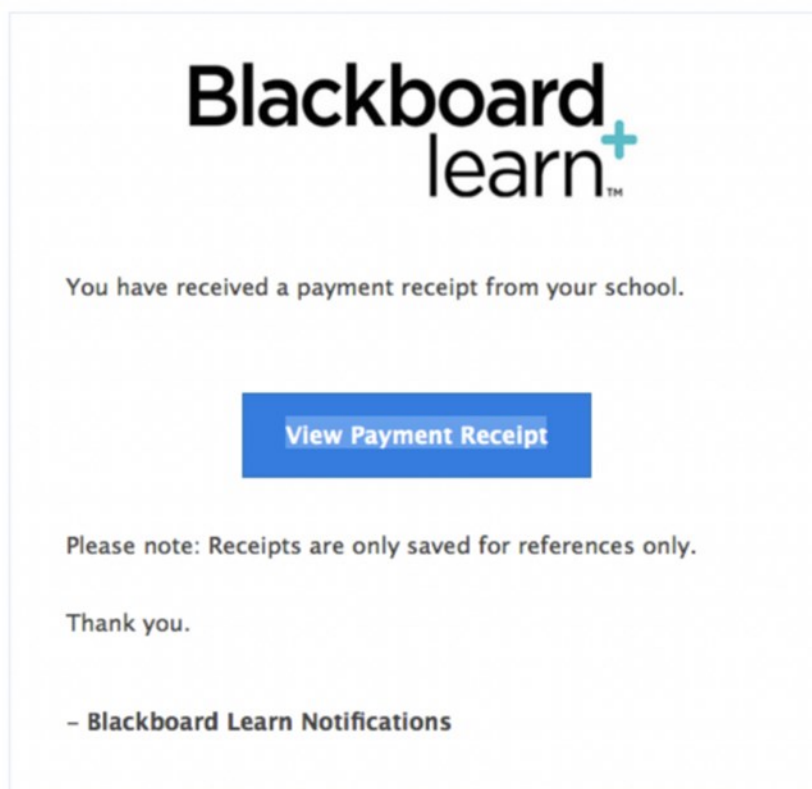 Blackboard
learn+™
You have received a payment receipt from your school.
View Payment Receipt
Please note: Receipts are only saved for references only.
Thank you.
– Blackboard Learn Notifications